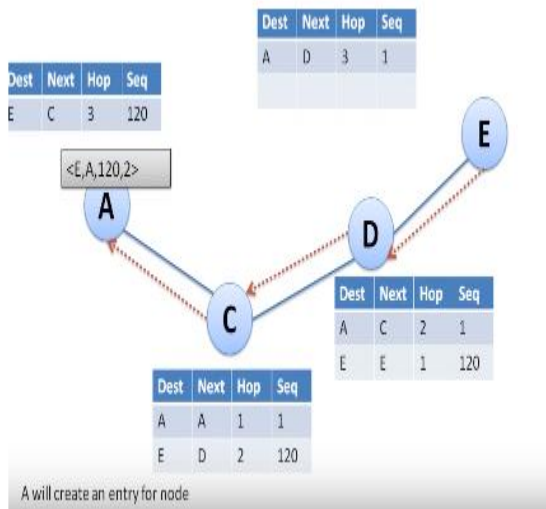 Dest Next Hop Seq
A D 3 1
Dest Next Hop Seq
E C 3 120
<E,A,120,2>
A
E
D
C
Dest Next Hop Seq
A C 2 1
E E 1 120
Dest Next Hop Seq
A A 1 1
E D 2 120
A will create an entry for node